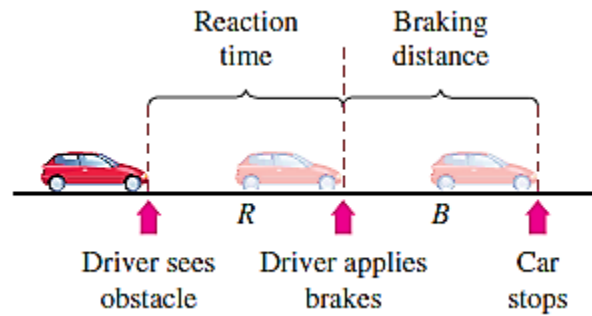 Reaction
time
Braking
distance
R
B
Driver sees
obstacle
Driver applies
brakes
Car
stops